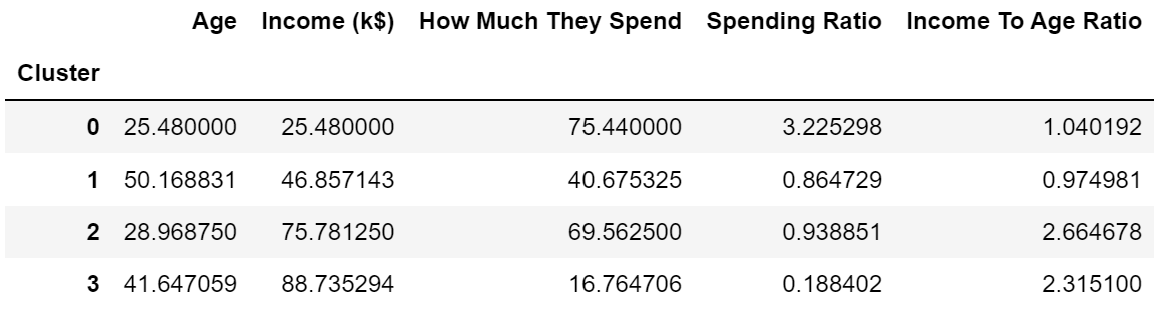 Age Income (k$) How Much They Spend Spending Ratio Income To Age Ratio
Cluster
0 25.480000 25.480000 75.440000 3.225298 1.040192
1 50.168831 46.857143 40.675325 0.864729 0.974981
2 28.968750 75.781250 69.562500 0.938851 2.664678
3 41.647059 88.735294 16.764706 0.188402 2.315100